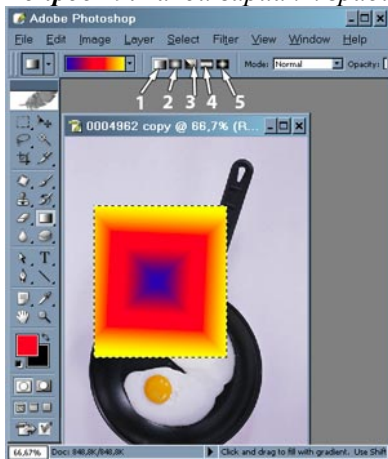 Adobe Photoshop
File Edit Image Layer Select Filter View Window Help
Mode: Normal Opacity:
1 2 3 4 5
0004962 copy @ 66,7% (R...
T
66,67% Doc: 848,8K/848,8K Click and drag to fill with gradient. Use Shift